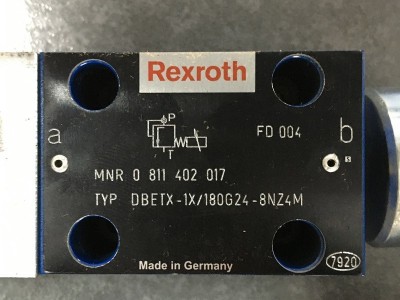 Rexroth
P
FD 004
a
b
T
MNR 0 811 402 017
TYP DBETX-1X/180G24-8NZ4M
Made in Germany
7920